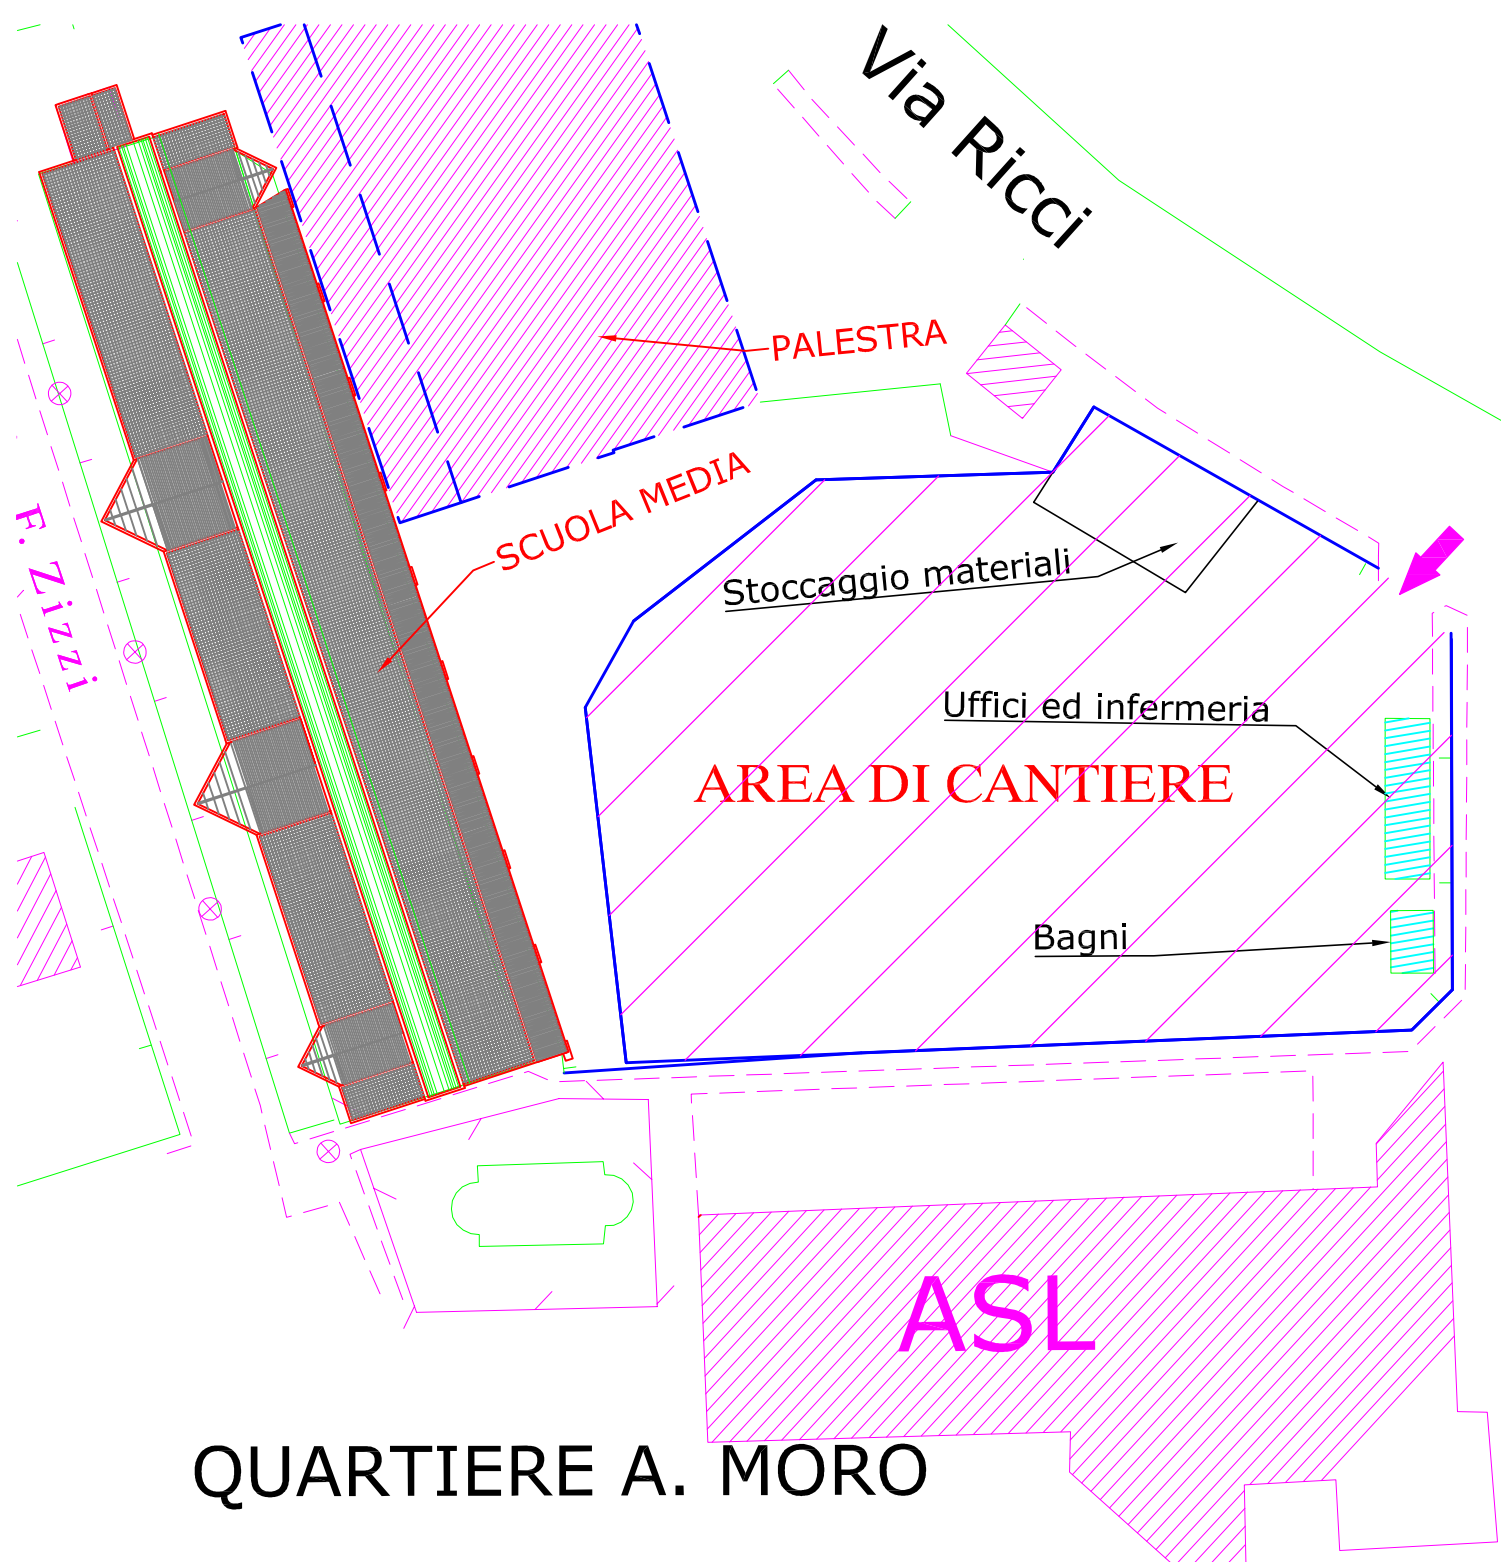 Via Ricci
PALESTRA
SCUOLA MEDIA
Stoccaggio materiali
F. Zizzi
Uffici ed infermeria
AREA DI CANTIERE
Bagni
ASL
QUARTIERE A. MORO